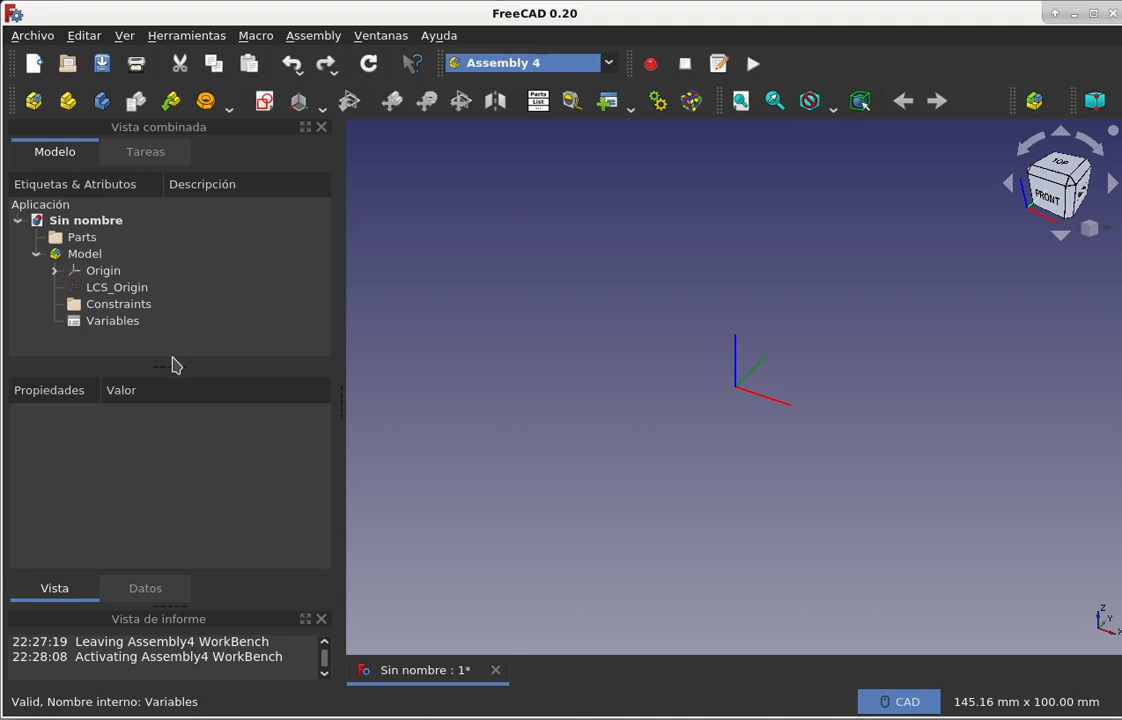 FreeCAD 0.20
Archivo Editar Ver Herramientas Macro Assembly Ventanas Ayuda
Assembly 4
Parts
List
Vista combinada
Modelo Tareas
Etiquetas & Atributos Descripción
Aplicación
Sin nombre
Parts
Model
Origin
LCS_Origin
Constraints
Variables
TOP
FRONT
Propiedades Valor
Vista Datos
Vista de informe
22:27:19 Leaving Assembly4 WorkBench
22:28:08 Activating Assembly4 WorkBench
Z
Y
X
Sin nombre : 1*
Valid, Nombre interno: Variables
CAD 145.16 mm x 100.00 mm